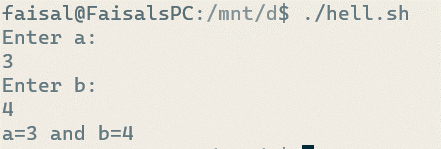 faisal@FaisalsPC:/mnt/d$ ./hell.sh
Enter a:
3
Enter b:
4
a=3 and b=4